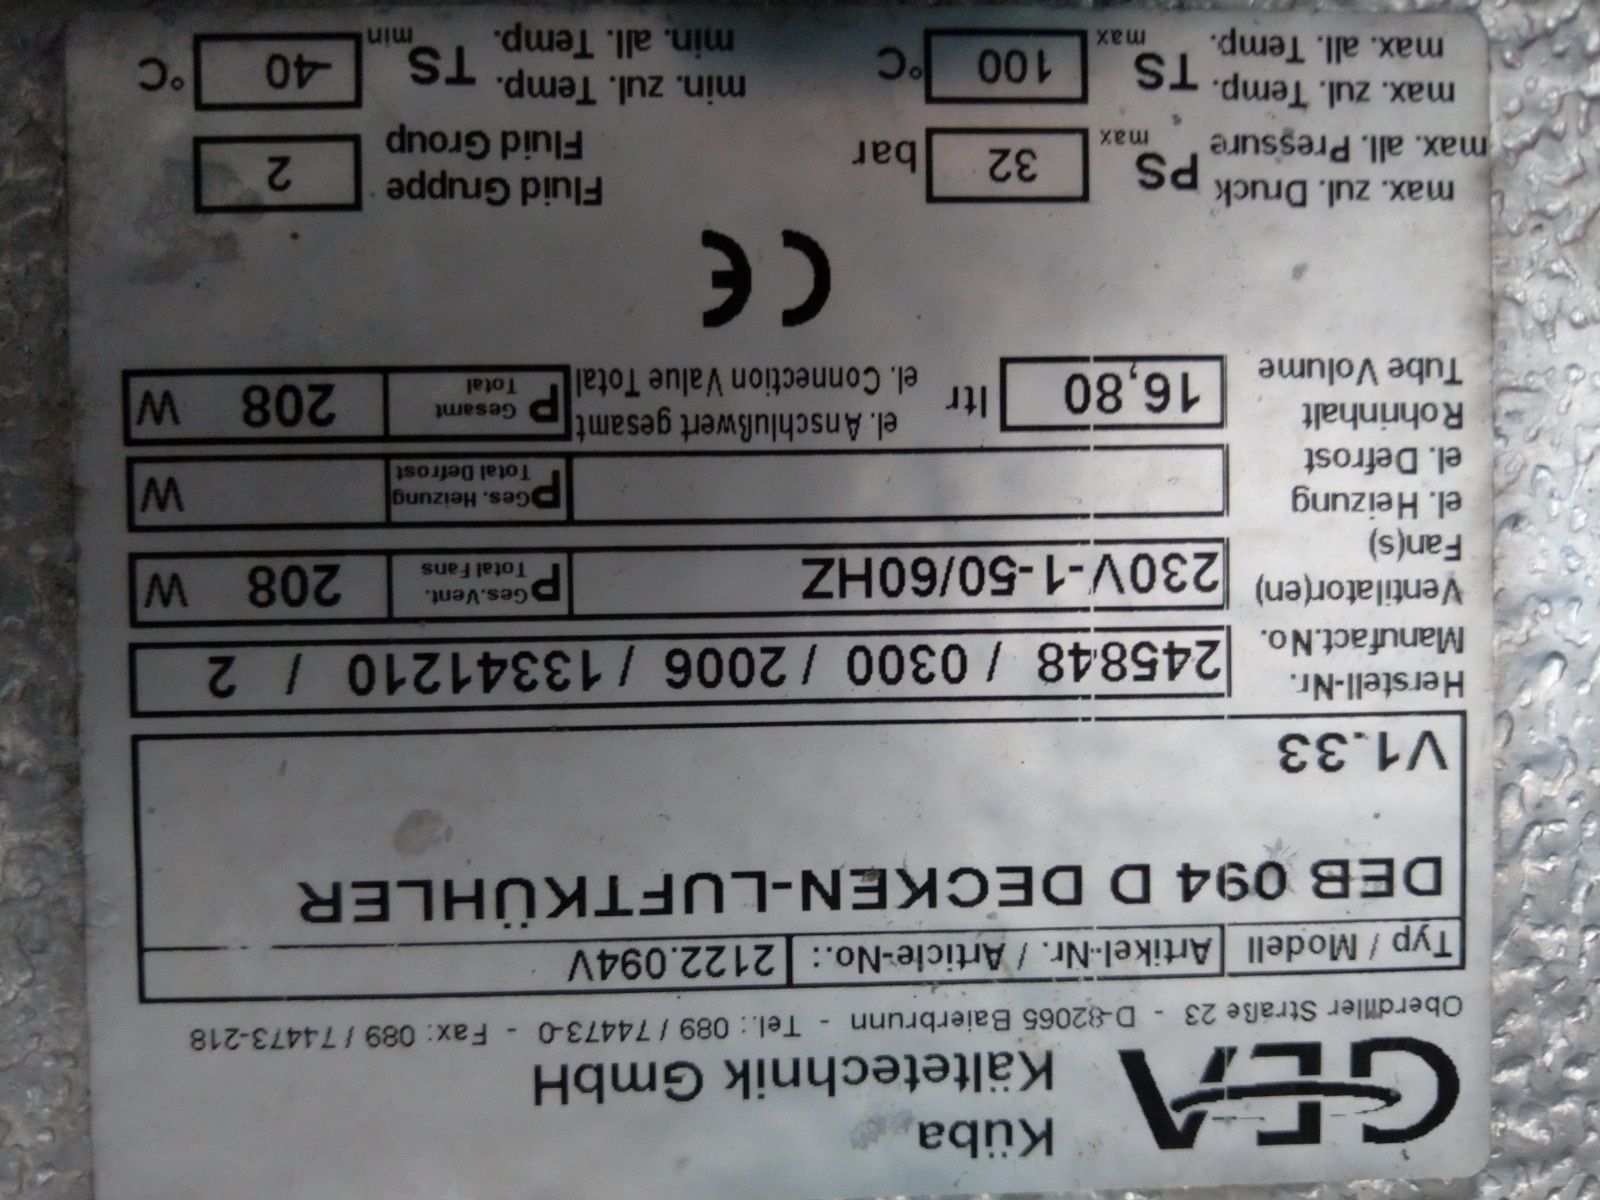 GEA
Küba
Kältetechnik GmbH
Oberdiller Straße 23 - D-82065 Baierbrunn - Tel.: 089 / 74473-0 - Fax: 089 / 74473-218
Typ / Modell Artikel-Nr. / Article-No.: 2122.094V
DEB 094 D DECKEN-LUFTKÜHLER
V1.33
Herstell-Nr. 245848 / 0300 / 2006 / 13341210 / 2
Manufact.No.
Ventilator(en) 230V-1-50/60HZ P Ges.Vent. 208 W
Fan(s) Total Fans
el. Heizung P Ges. Heizung W
el. Defrost Total Defrost
Rohrinhalt 16,80 ltr el. Anschlußwert gesamt P Gesamt 208 W
Tube Volume el. Connection Value Total Total
CE
max. zul. Druck PS max 32 bar Fluid Gruppe 2
max. all. Pressure Fluid Group
max. zul. Temp. TS max 100 °C min. zul. Temp. TS min -40 °C
max. all. Temp. min. all. Temp.